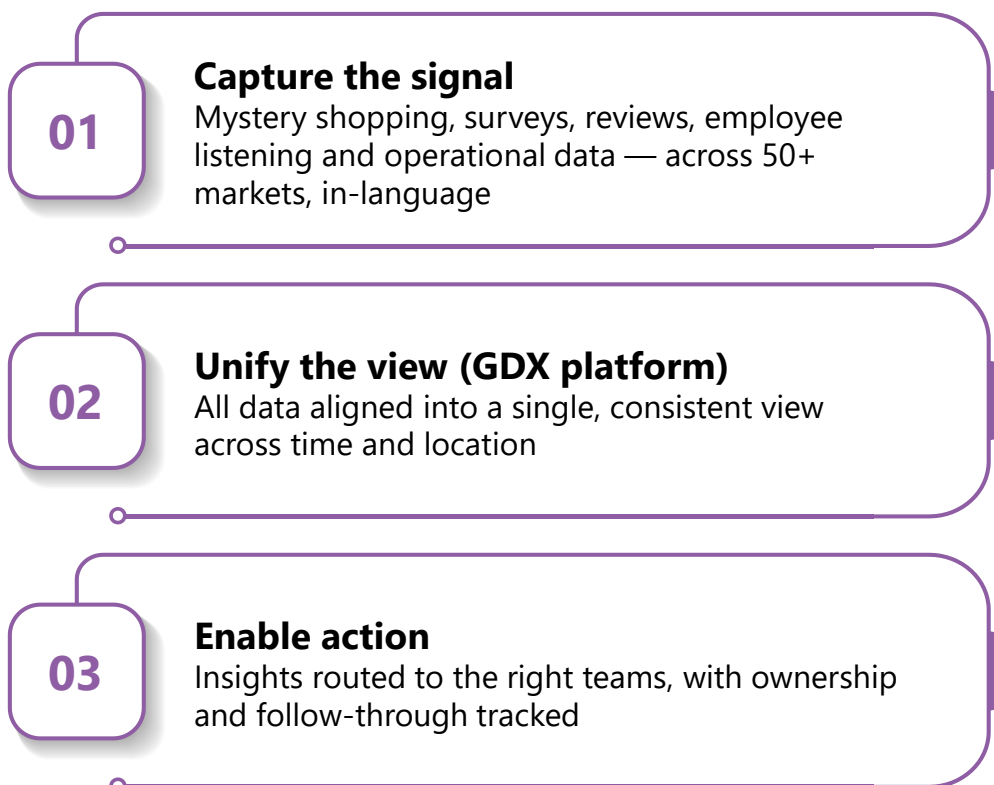 01
Capture the signal
Mystery shopping, surveys, reviews, employee
listening and operational data — across 50+
markets, in-language
02
Unify the view (GDX platform)
All data aligned into a single, consistent view
across time and location
03
Enable action
Insights routed to the right teams, with ownership
and follow-through tracked